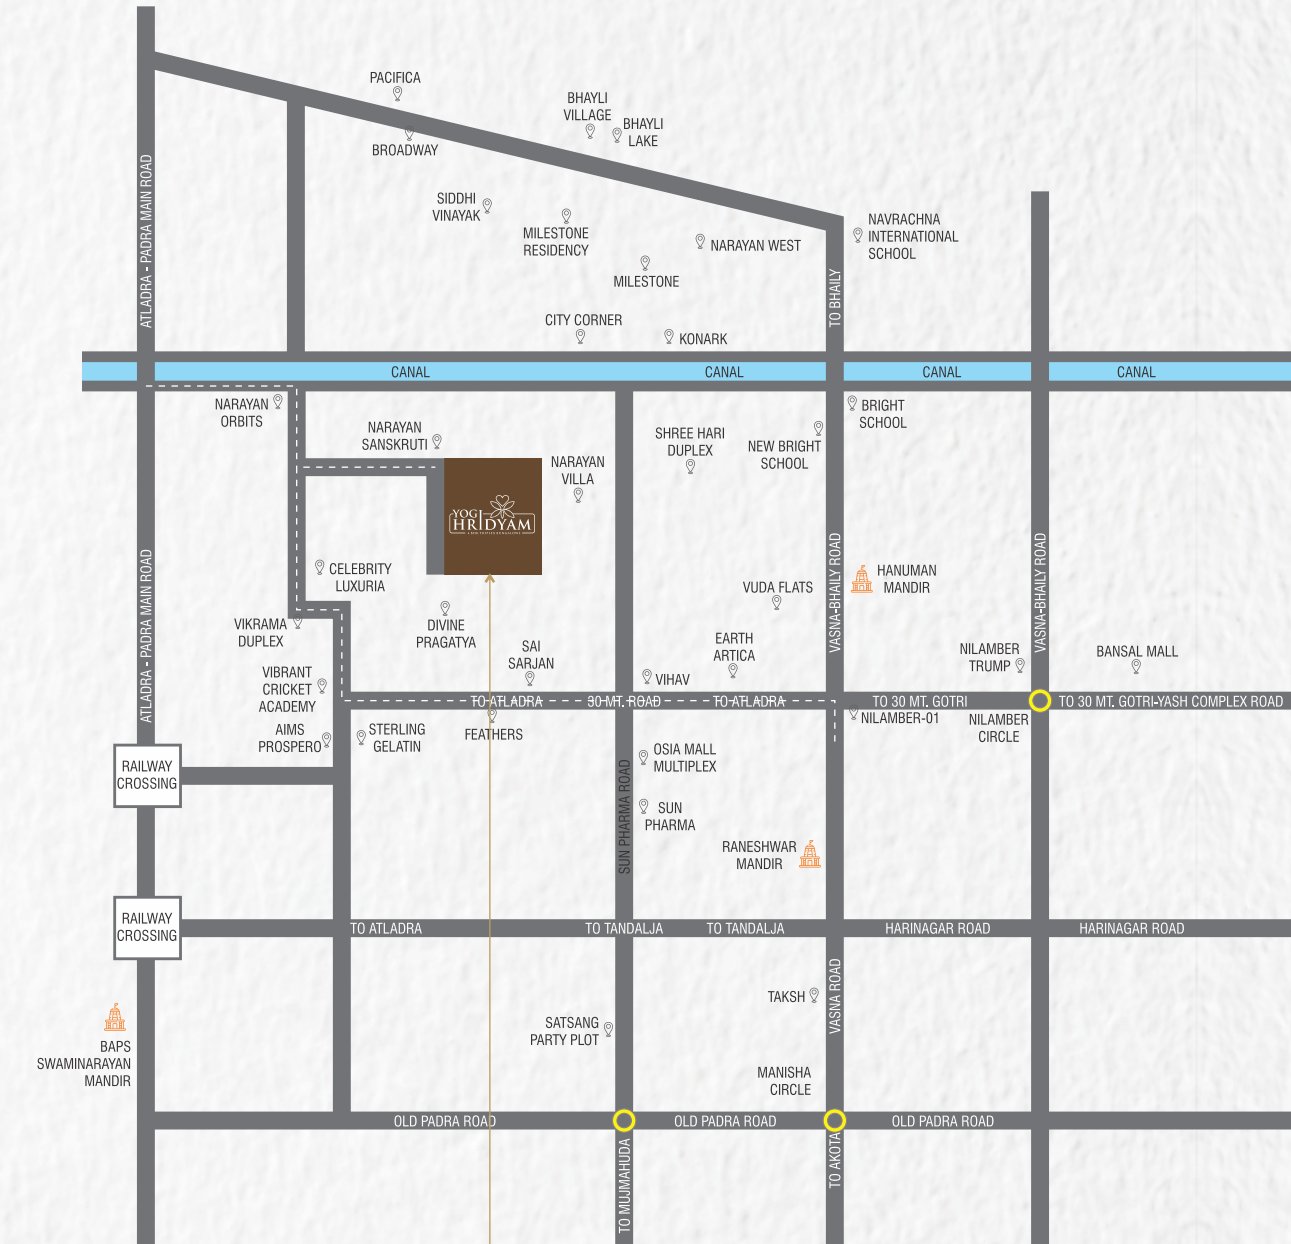 PACIFICA
BHAYLI
VILLAGE
BHAYLI
LAKE
BROADWAY
ATLADRA - PADRA MAIN ROAD
SIDDHI
VINAYAK
MILESTONE
RESIDENCY
NARAYAN WEST
NAVRACHNA
INTERNATIONAL
SCHOOL
MILESTONE
TO BHAILY
CITY CORNER
KONARK
CANAL
CANAL
CANAL
CANAL
NARAYAN
ORBITS
NARAYAN
SANSKRUTI
SHREE HARI
DUPLEX
NEW BRIGHT
SCHOOL
BRIGHT
SCHOOL
NARAYAN
VILLA
YOGI
HRIDYAM
CELEBRITY
LUXURIA
ATLADRA - PADRA MAIN ROAD
VASNA-BHAILY ROAD
HANUMAN
MANDIR
VASNA-BHAILY ROAD
VUDA FLATS
VIKRAMA
DUPLEX
DIVINE
PRAGATYA
SAI
SARJAN
EARTH
ARTICA
NILAMBER
TRUMP
BANSAL MALL
VIBRANT
CRICKET
ACADEMY
VIHAV
TO ATLADRA
30 MT. ROAD
TO ATLADRA
TO 30 MT. GOTRI
TO 30 MT. GOTRI-YASH COMPLEX ROAD
AIMS
PROSPERO
STERLING
GELATIN
FEATHERS
NILAMBER-01
NILAMBER
CIRCLE
RAILWAY
CROSSING
OSIA MALL
MULTIPLEX
SUN PHARMA ROAD
SUN
PHARMA
RANESHWAR
MANDIR
RAILWAY
CROSSING
TO ATLADRA
TO TANDALJA
TO TANDALJA
HARINAGAR ROAD
HARINAGAR ROAD
VASNA ROAD
TAKSH
SATSANG
PARTY PLOT
BAPS
SWAMINARAYAN
MANDIR
MANISHA
CIRCLE
OLD PADRA ROAD
OLD PADRA ROAD
OLD PADRA ROAD
TO MUJMAHUDA
TO AKOTA